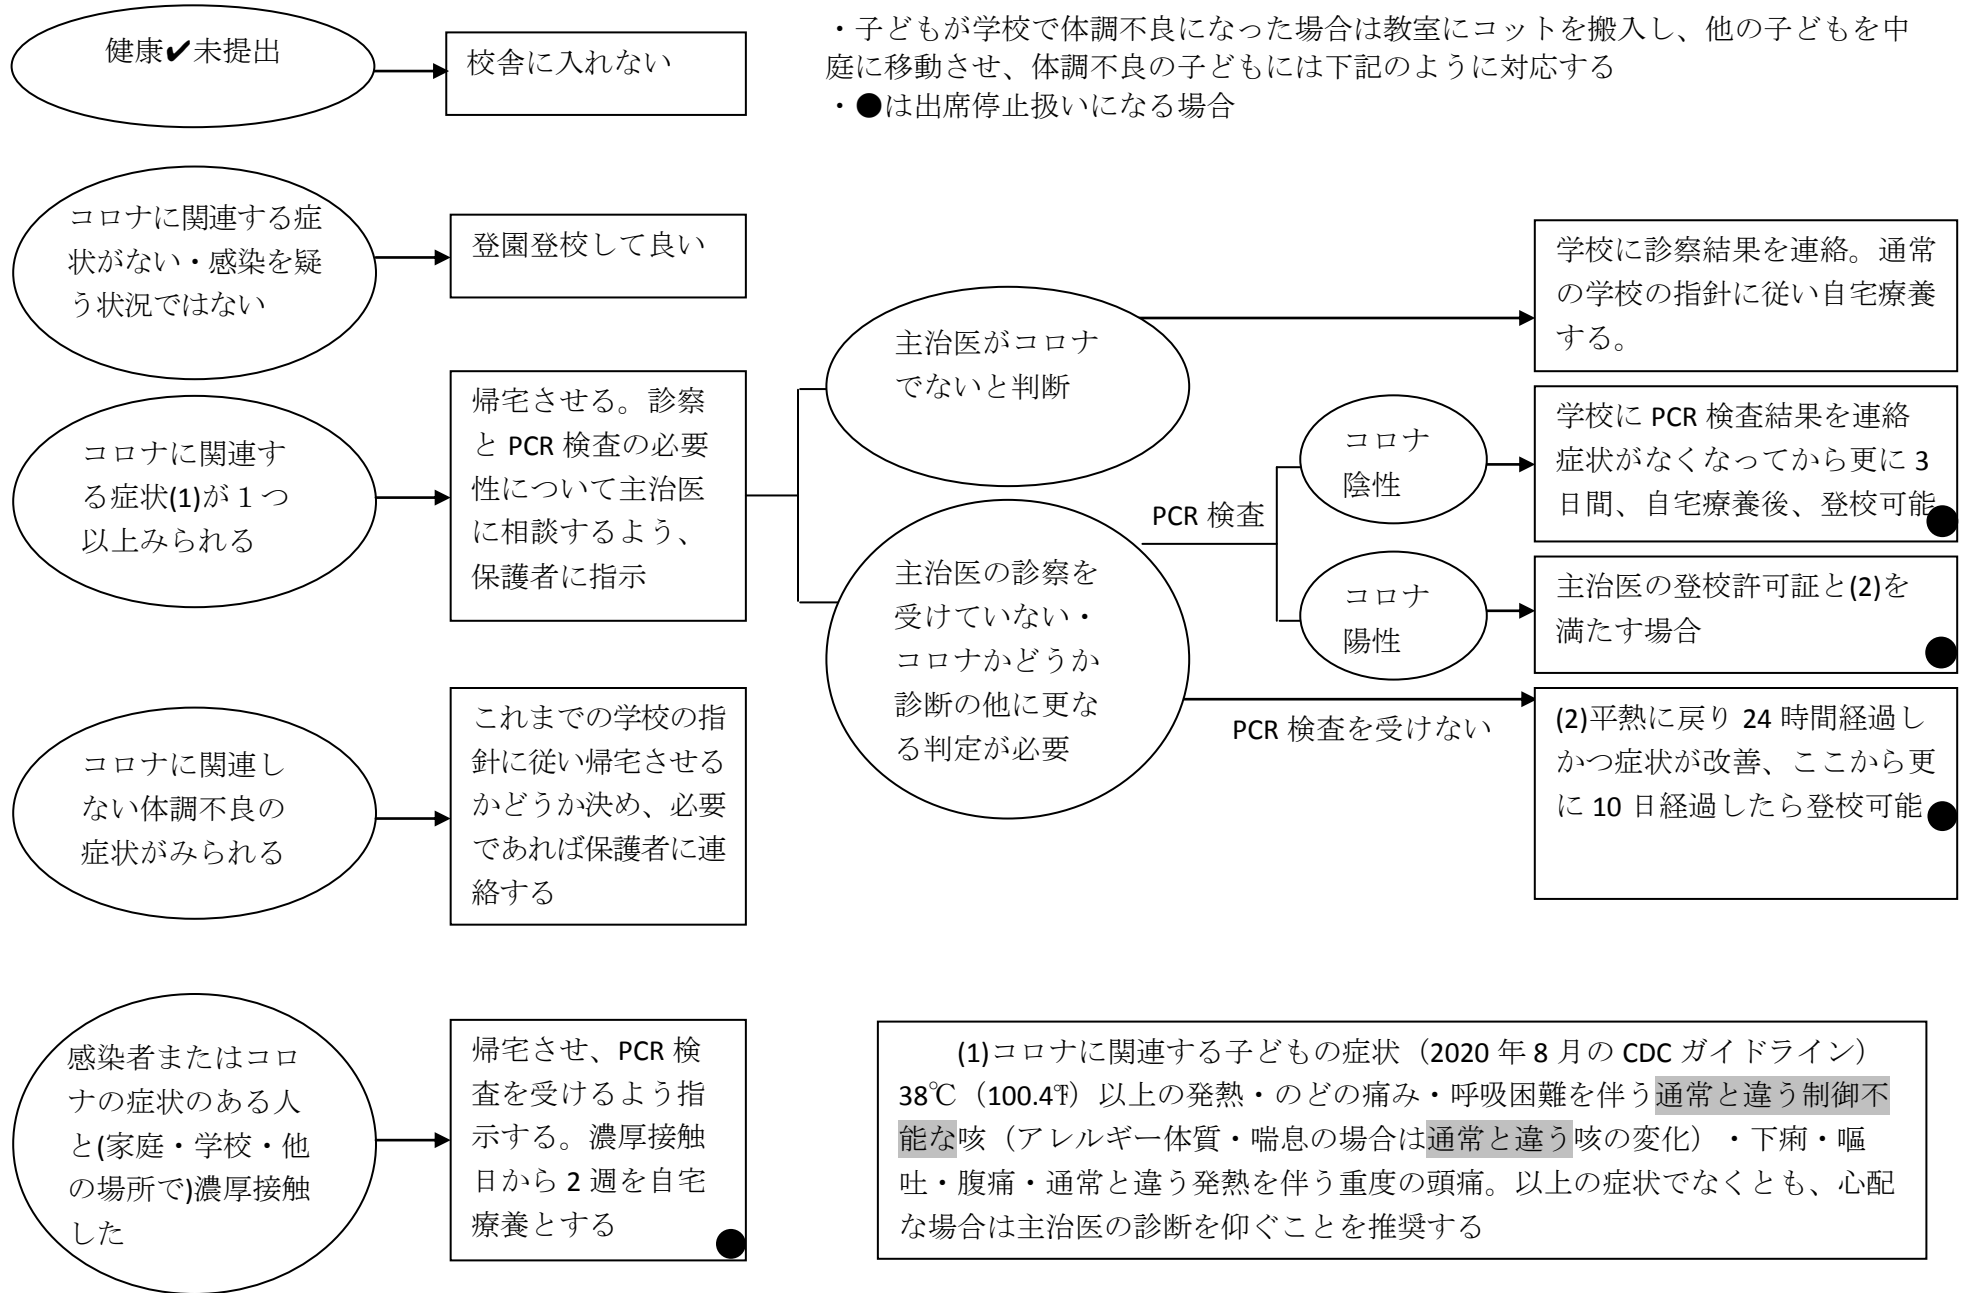 健康✔未提出
校舎に入れない
・子どもが学校で体調不良になった場合は教室にコットを搬入し、他の子どもを中
庭に移動させ、体調不良の子どもには下記のように対応する
・●は出席停止扱いになる場合
コロナに関連する症
状がない・感染を疑
う状況ではない
登園登校して良い
コロナに関連す
る症状(1)が１つ
以上みられる
帰宅させる。診察
と PCR 検査の必要
性について主治医
に相談するよう、
保護者に指示
主治医がコロナ
でないと判断
学校に診察結果を連絡。通常
の学校の指針に従い自宅療養
する。
主治医の診察を
受けていない・
コロナかどうか
診断の他に更な
る判定が必要
PCR 検査
コロナ
陰性
学校に PCR 検査結果を連絡
症状がなくなってから更に 3
日間、自宅療養後、登校可能
コロナ
陽性
主治医の登校許可証と(2)を
満たす場合
PCR 検査を受けない
(2)平熱に戻り 24 時間経過し
かつ症状が改善、ここから更
に 10 日経過したら登校可能
コロナに関連し
ない体調不良の
症状がみられる
これまでの学校の指
針に従い帰宅させる
かどうか決め、必要
であれば保護者に連
絡する
感染者またはコロ
ナの症状のある人
と(家庭・学校・他
の場所で)濃厚接触
した
帰宅させ、PCR 検
査を受けるよう指
示する。濃厚接触
日から 2 週を自宅
療養とする
(1)コロナに関連する子どもの症状（2020 年 8 月の CDC ガイドライン）
38℃（100.4℉）以上の発熱・のどの痛み・呼吸困難を伴う通常と違う制御不
能な咳（アレルギー体質・喘息の場合は通常と違う咳の変化）・下痢・嘔
吐・腹痛・通常と違う発熱を伴う重度の頭痛。以上の症状でなくとも、心配
な場合は主治医の診断を仰ぐことを推奨する